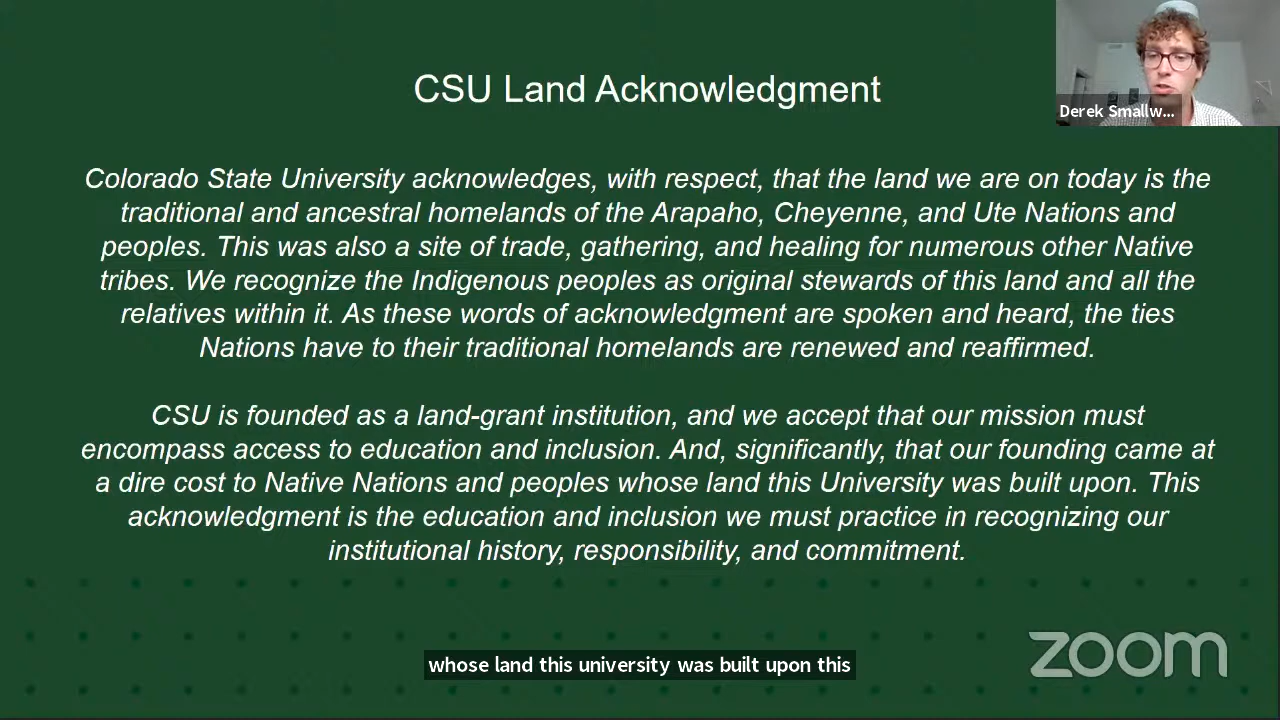 CSU Land Acknowledgment
Derek Smallw...
Colorado State University acknowledges, with respect, that the land we are on today is the
traditional and ancestral homelands of the Arapaho, Cheyenne, and Ute Nations and
peoples. This was also a site of trade, gathering, and healing for numerous other Native
tribes. We recognize the Indigenous peoples as original stewards of this land and all the
relatives within it. As these words of acknowledgment are spoken and heard, the ties
Nations have to their traditional homelands are renewed and reaffirmed.
CSU is founded as a land-grant institution, and we accept that our mission must
encompass access to education and inclusion. And, significantly, that our founding came at
a dire cost to Native Nations and peoples whose land this University was built upon. This
acknowledgment is the education and inclusion we must practice in recognizing our
institutional history, responsibility, and commitment.
whose land this university was built upon this
zoom